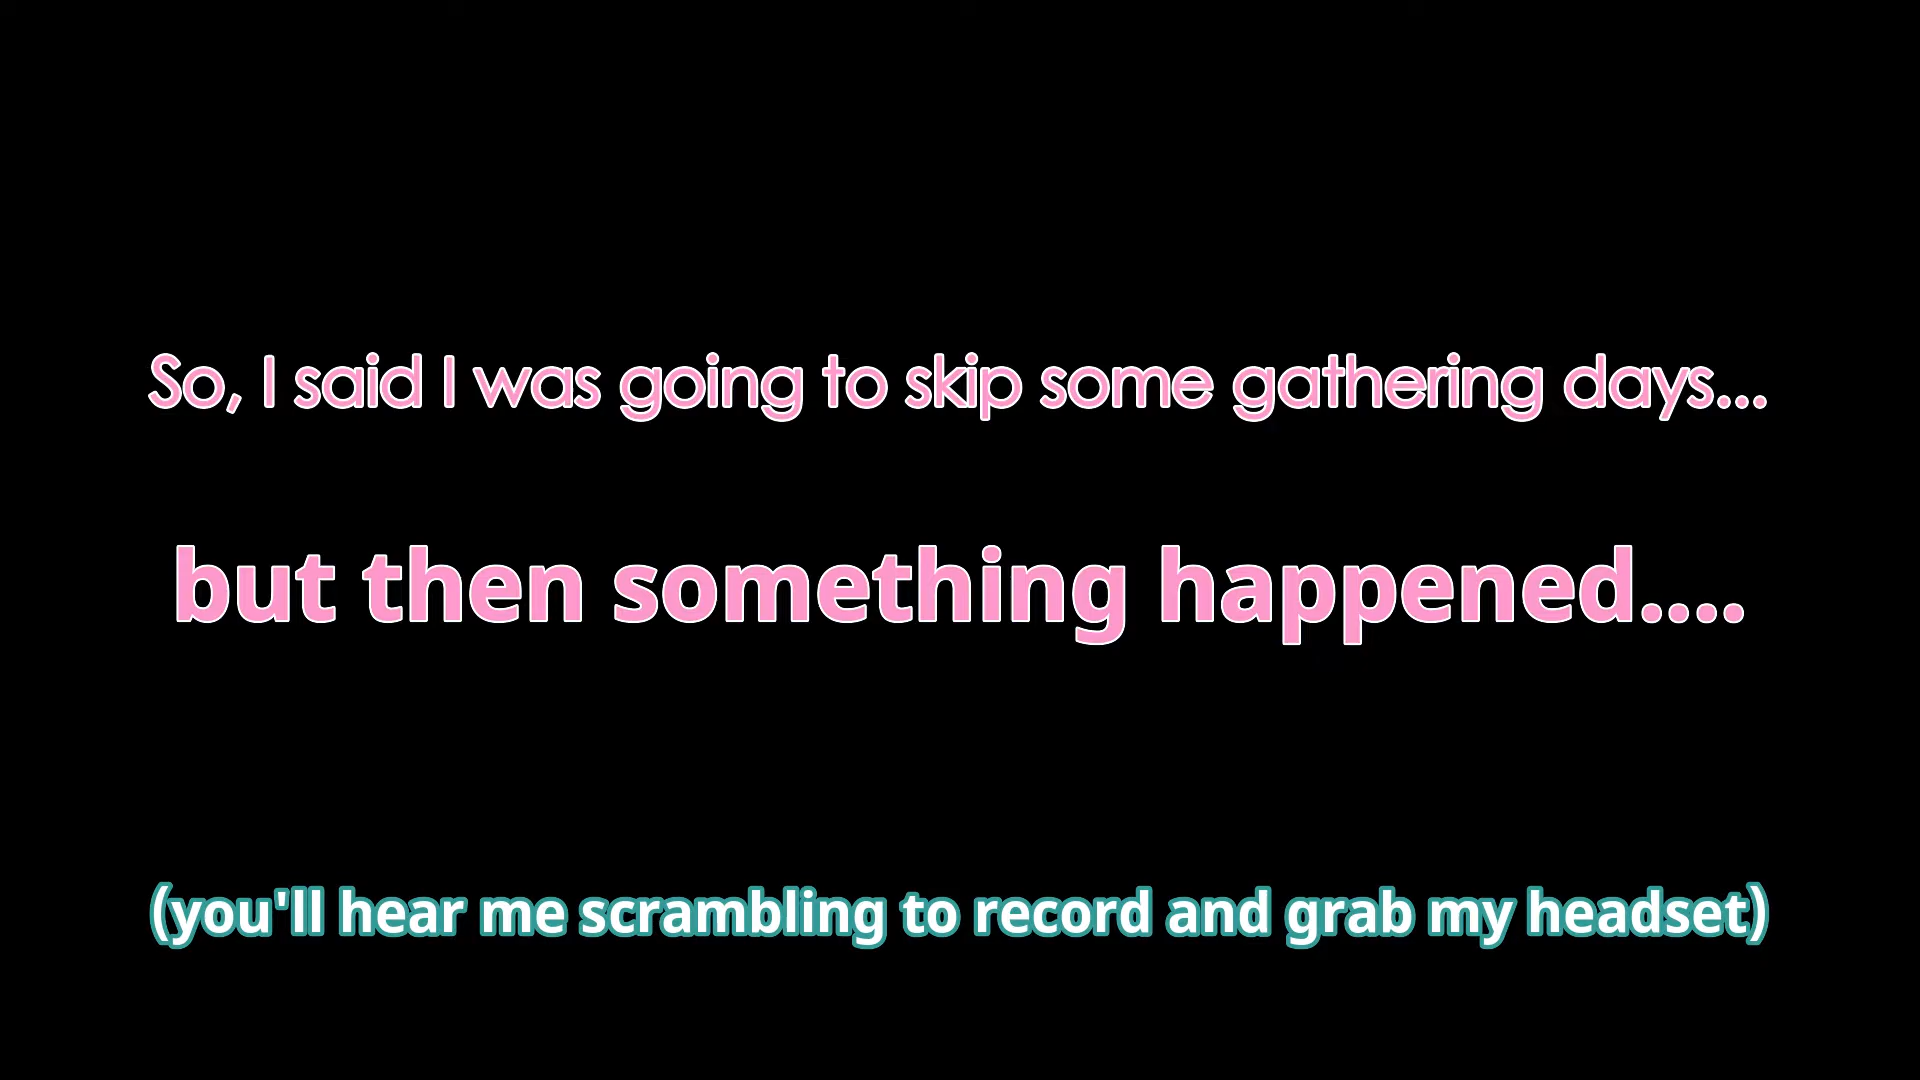 So, I said I was going to skip some gathering days...
but then something happened....
(you'll hear me scrambling to record and grab my headset)